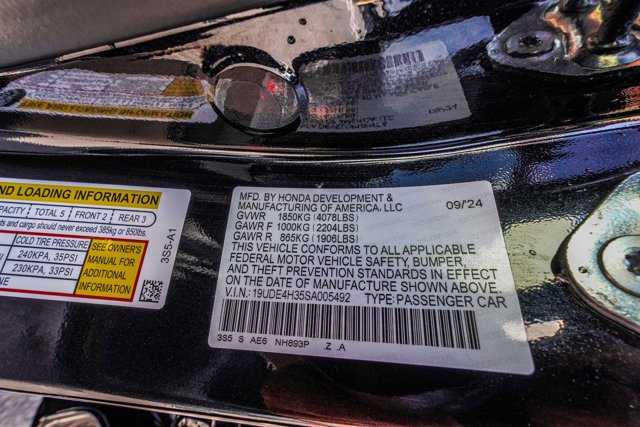 ND LOADING INFORMATION
PACITY TOTAL 5 FRONT 2 REAR 3
ts and cargo should never exceed 385kg or 850lbs.
COLD TIRE PRESSURE
240KPA, 35PSI
230KPA, 33PSI
NE
SEE OWNER'S
MANUAL FOR
ADDITIONAL
INFORMATION
3S5-A1
MFD. BY HONDA DEVELOPMENT &
MANUFACTURING OF AMERICA, LLC 09/24
GVWR 1850KG (4078LBS)
GAWR F 1000KG (2204LBS)
GAWR R 865KG (1906LBS)
THIS VEHICLE CONFORMS TO ALL APPLICABLE
FEDERAL MOTOR VEHICLE SAFETY, BUMPER,
AND THEFT PREVENTION STANDARDS IN EFFECT
ON THE DATE OF MANUFACTURE SHOWN ABOVE.
V.I.N.: 19UDE4H35SA005492 TYPE: PASSENGER CAR
3S5 S AE6 NH893P .Z .A